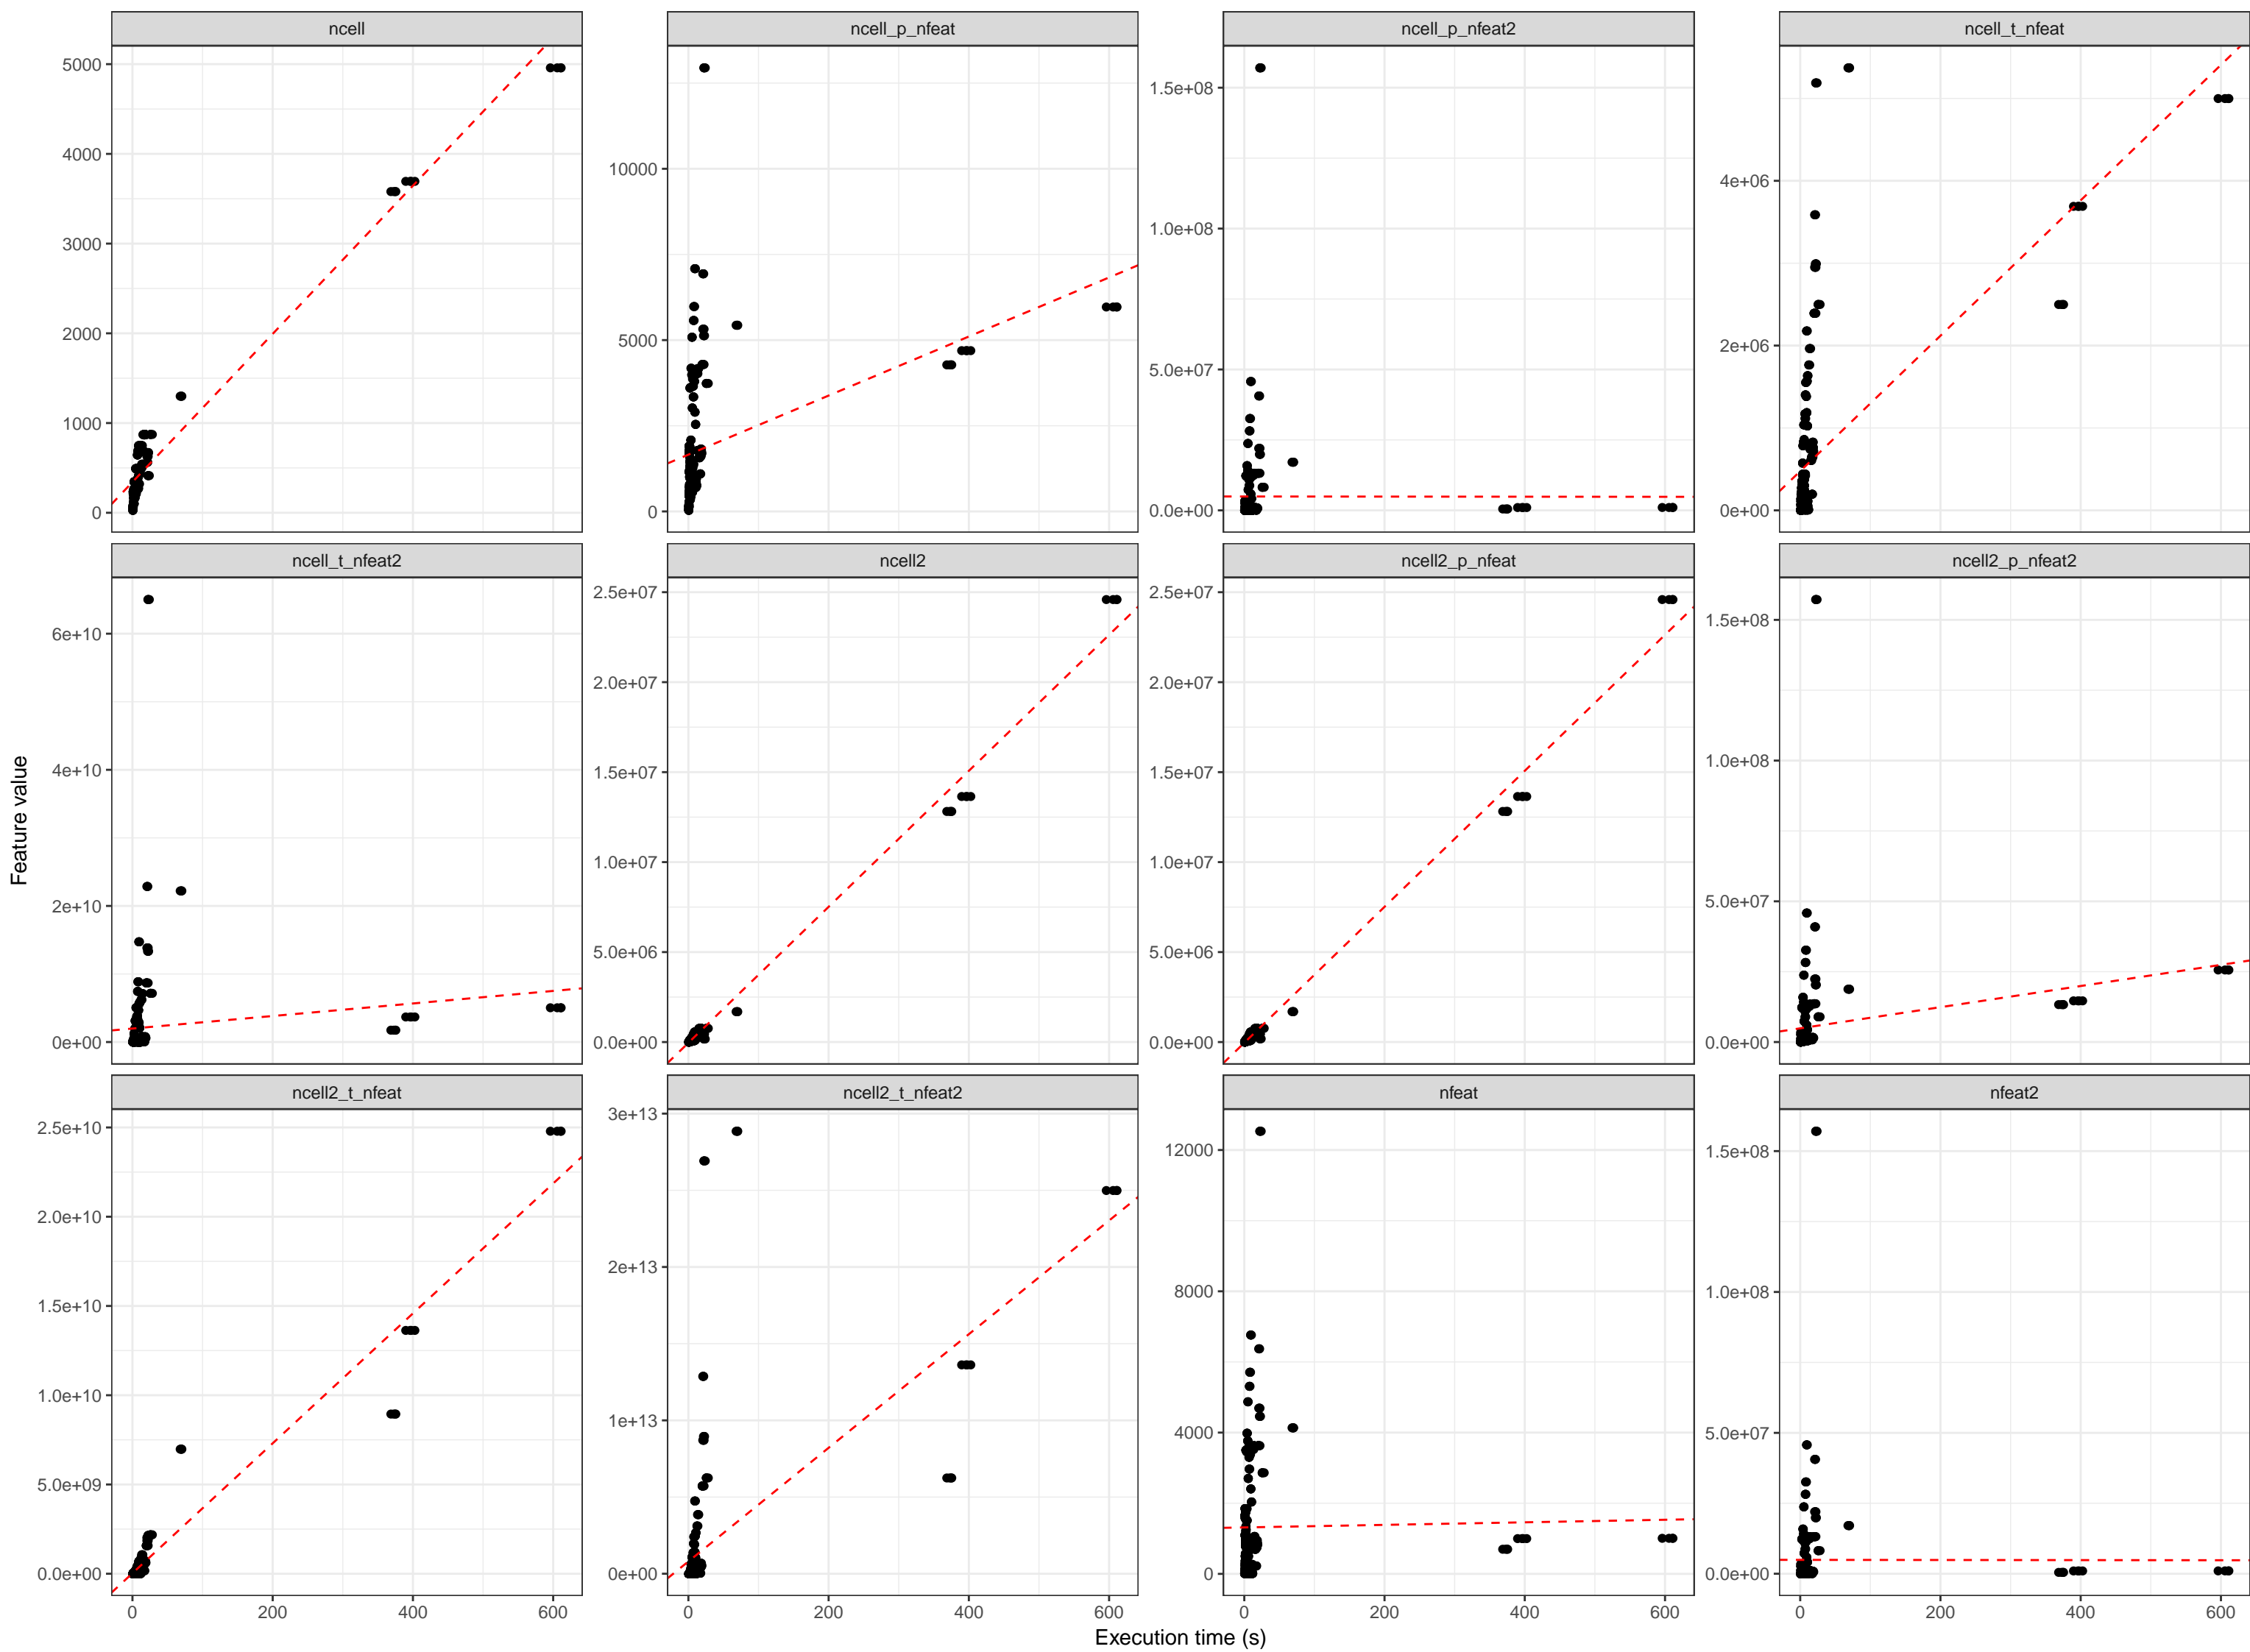 ncell
ncell_p_nfeat
ncell_p_nfeat2
ncell_t_nfeat
5000
4000
3000
2000
1000
0
10000
5000
0
1.5e+08
1.0e+08
5.0e+07
0.0e+00
4e+06
2e+06
0e+00
ncell_t_nfeat2
ncell2
ncell2_p_nfeat
ncell2_p_nfeat2
6e+10
4e+10
2e+10
0e+00
2.5e+07
2.0e+07
1.5e+07
1.0e+07
5.0e+06
0.0e+00
2.5e+07
2.0e+07
1.5e+07
1.0e+07
5.0e+06
0.0e+00
1.5e+08
1.0e+08
5.0e+07
0.0e+00
Feature value
ncell2_t_nfeat
ncell2_t_nfeat2
nfeat
nfeat2
2.5e+10
2.0e+10
1.5e+10
1.0e+10
5.0e+09
0.0e+00
3e+13
2e+13
1e+13
0e+00
12000
8000
4000
0
1.5e+08
1.0e+08
5.0e+07
0.0e+00
0 200 400 600
0 200 400 600
0 200 400 600
0 200 400 600
Execution time (s)